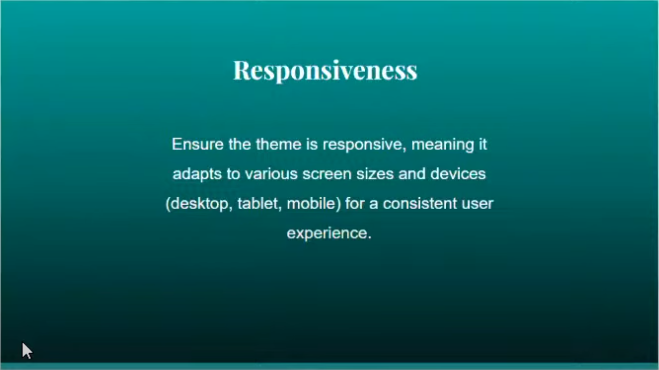 Responsiveness
Ensure the theme is responsive, meaning it
adapts to various screen sizes and devices
(desktop, tablet, mobile) for a consistent user
experience.